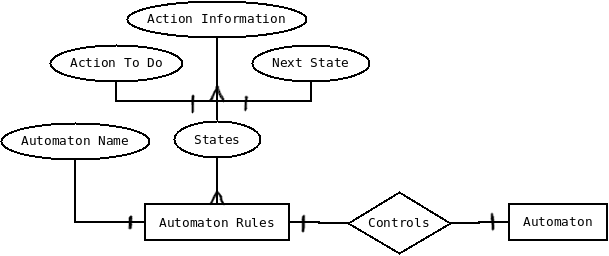 Action Information
Action To Do
Next State
Automaton Name
States
Automaton Rules
Controls
Automaton